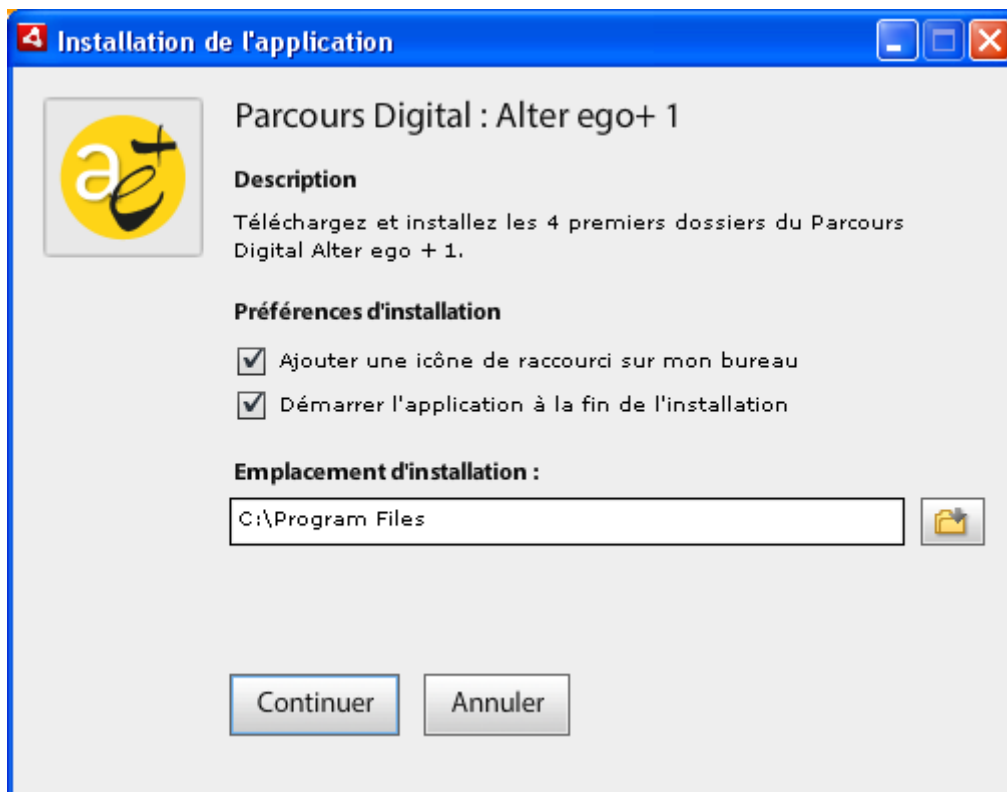 Installation de l'application
Parcours Digital : Alter ego+ 1
ae+
Description
Téléchargez et installez les 4 premiers dossiers du Parcours
Digital Alter ego + 1.
Préférences d'installation
Ajouter une icône de raccourci sur mon bureau
Démarrer l'application à la fin de l'installation
Emplacement d'installation :
C:\Program Files
Continuer
Annuler